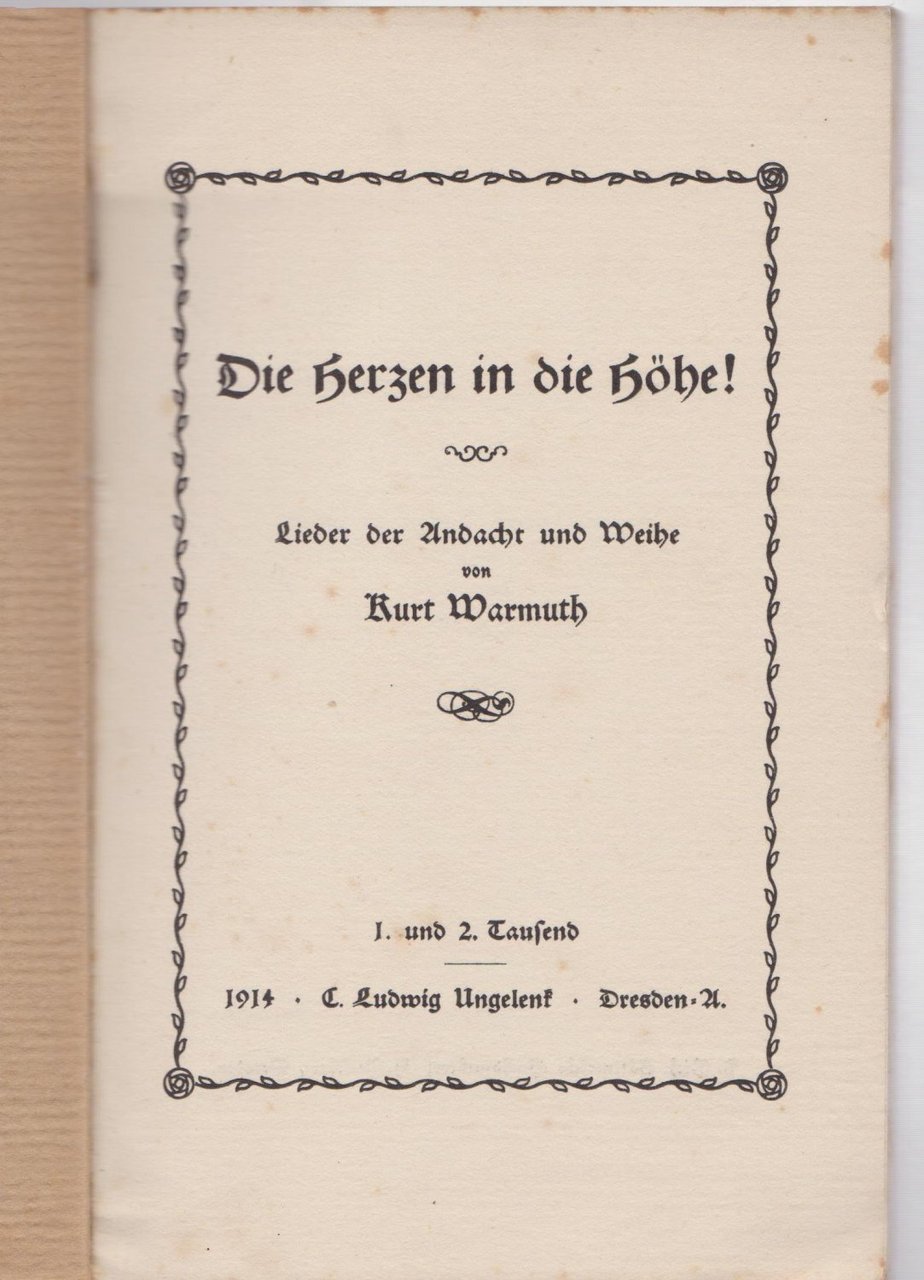 Die Herzen in die Höhe!
Lieder der Andacht und Weihe
von
Kurt Warmuth
1. und 2. Tauſend
1914 · C. Ludwig Ungelenk · Dresden-A.